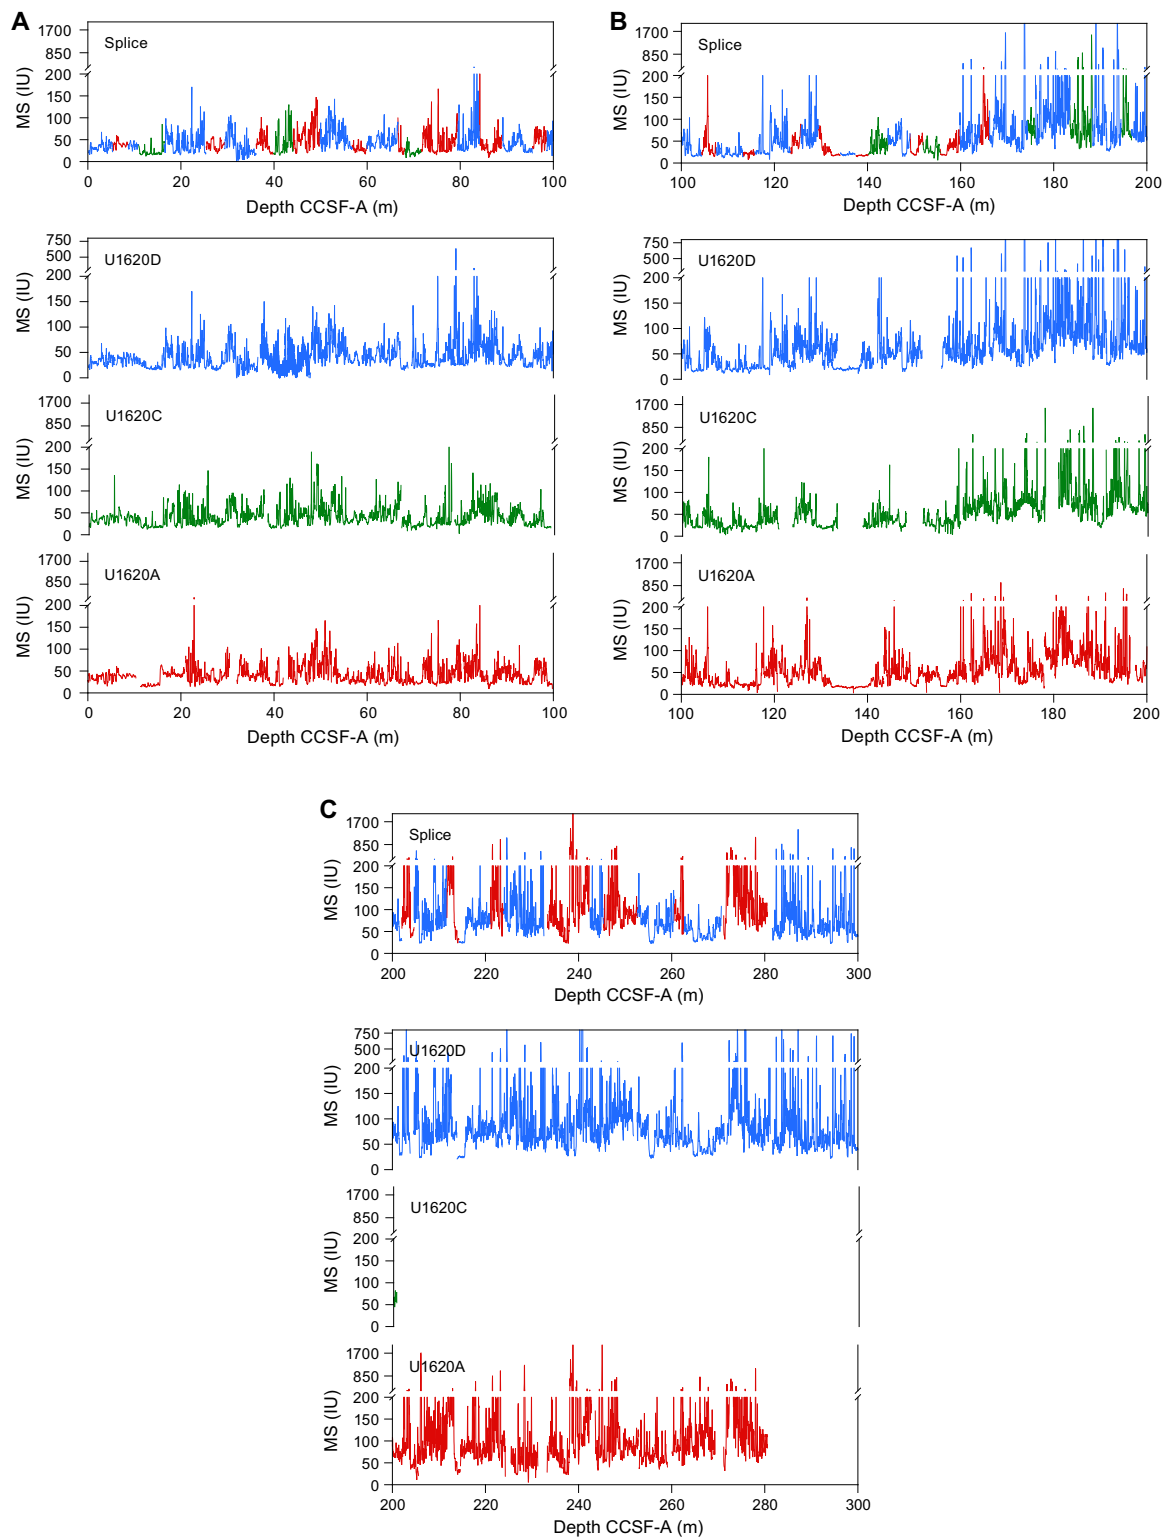 A
Splice
1700
850
200
150
100
50
0
MS (IU)
0 20 40 60 80 100
Depth CCSF-A (m)
U1620D
750
500
200
150
100
50
0
MS (IU)
U1620C
1700
850
200
150
100
50
0
MS (IU)
U1620A
1700
850
200
150
100
50
0
MS (IU)
0 20 40 60 80 100
Depth CCSF-A (m)
B
Splice
1700
850
200
150
100
50
0
MS (IU)
100 120 140 160 180 200
Depth CCSF-A (m)
U1620D
750
500
200
150
100
50
0
MS (IU)
U1620C
1700
850
200
150
100
50
0
MS (IU)
U1620A
1700
850
200
150
100
50
0
MS (IU)
100 120 140 160 180 200
Depth CCSF-A (m)
C
Splice
1700
850
200
150
100
50
0
MS (IU)
200 220 240 260 280 300
Depth CCSF-A (m)
U1620D
750
500
200
150
100
50
0
MS (IU)
U1620C
1700
850
200
150
100
50
0
MS (IU)
U1620A
1700
850
200
150
100
50
0
MS (IU)
200 220 240 260 280 300
Depth CCSF-A (m)